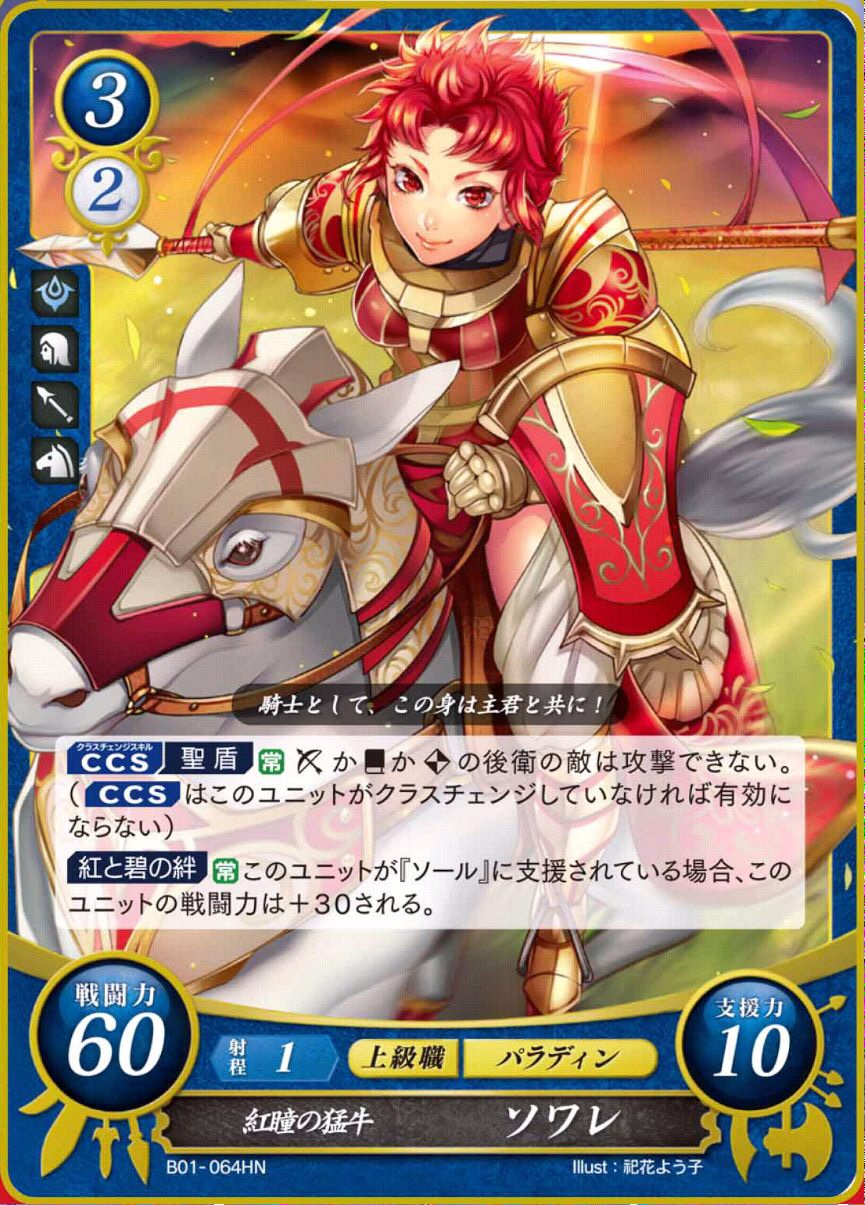 3
2
騎士として、この身は主君と共に！
クラスチェンジスキル
CCS 聖盾 常 か か の後衛の敵は攻撃できない。
（CCSはこのユニットがクラスチェンジしていなければ有効に
ならない）
紅と碧の絆 常 このユニットが『ソール』に支援されている場合、この
ユニットの戦闘力は＋30される。
戦闘力
60
射程 1
上級職 パラディン
支援力
10
紅瞳の猛牛 ソワレ
B01-064HN
Illust：祀花よう子